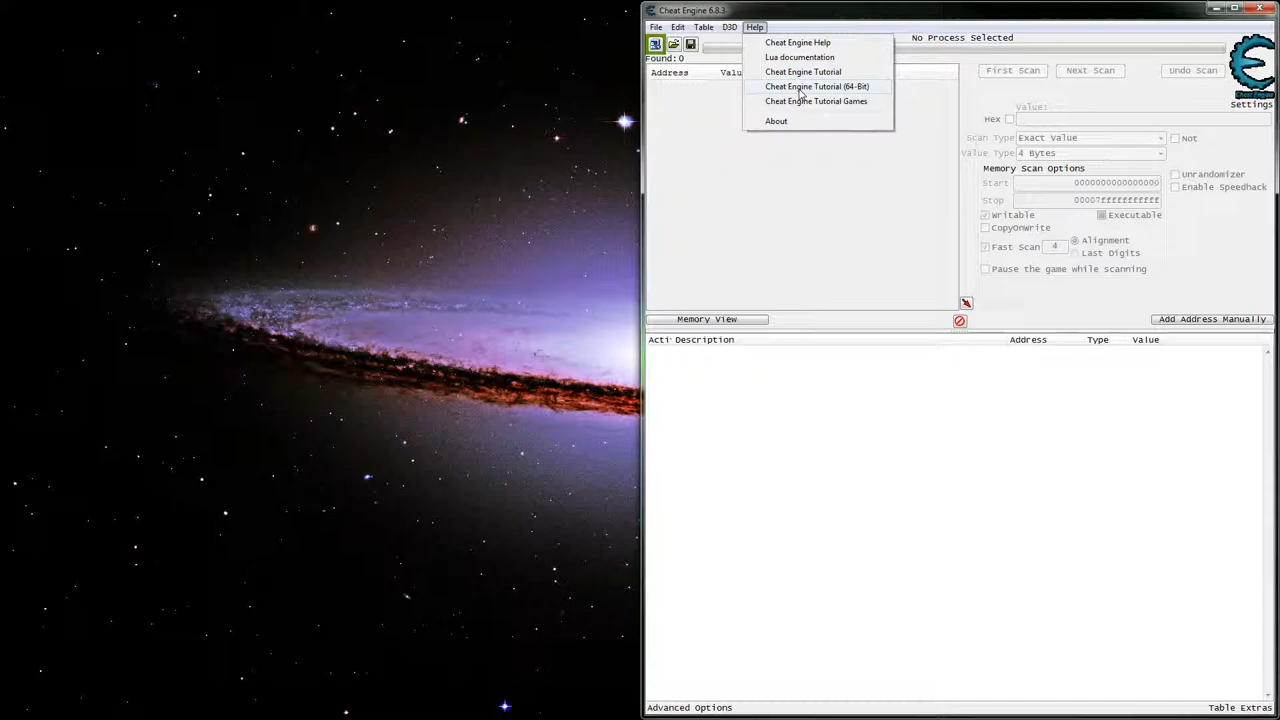 Cheat Engine 6.8.3
File Edit Table D3D Help
No Process Selected
Cheat Engine Help
Lua documentation
Cheat Engine Tutorial
Cheat Engine Tutorial (64-Bit)
Cheat Engine Tutorial Games
About
Found: 0
Address Valu
First Scan Next Scan Undo Scan
Cheat Engine
Settings
Value:
Hex
Scan Type Exact Value Not
Value Type 4 Bytes
Memory Scan Options
Start 0000000000000000
Stop 00007fffffffffff
Unrandomizer
Enable Speedhack
Writable Executable
CopyOnWrite
Fast Scan 4 Alignment
Last Digits
Pause the game while scanning
Memory View Add Address Manually
Acti Description Address Type Value
Advanced Options Table Extras